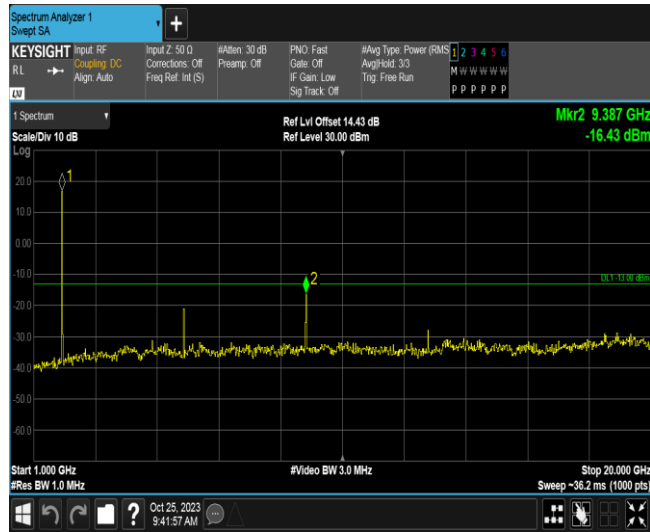 Spectrum Analyzer 1
Swept SA
+
KEYSIGHT
RL
LXI
Input: RF
Coupling: DC
Align: Auto
Input Z: 50 Ω
Corrections: Off
Freq Ref: Int (S)
#Atten: 30 dB
Preamp: Off
PNO: Fast
Gate: Off
IF Gain: Low
Sig Track: Off
#Avg Type: Power (RMS
Avg|Hold: 3/3
Trig: Free Run
1 2 3 4 5 6
M W W W W W
P P P P P P
1 Spectrum
Scale/Div 10 dB
Log
Ref Lvl Offset 14.43 dB
Ref Level 30.00 dBm
Mkr2 9.387 GHz
-16.43 dBm
20.0
10.0
0.00
-10.0
-20.0
-30.0
-40.0
-50.0
-60.0
1
2
DL1 -13.00 dBm
Start 1.000 GHz
#Res BW 1.0 MHz
#Video BW 3.0 MHz
Stop 20.000 GHz
Sweep ~36.2 ms (1000 pts)
?
Oct 25, 2023
9:41:57 AM